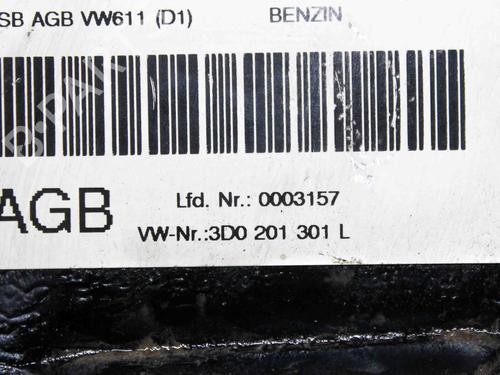 SB AGB VW611 (D1) BENZIN
AGB
Lfd. Nr.: 0003157
VW-Nr.:3D0 201 301 L